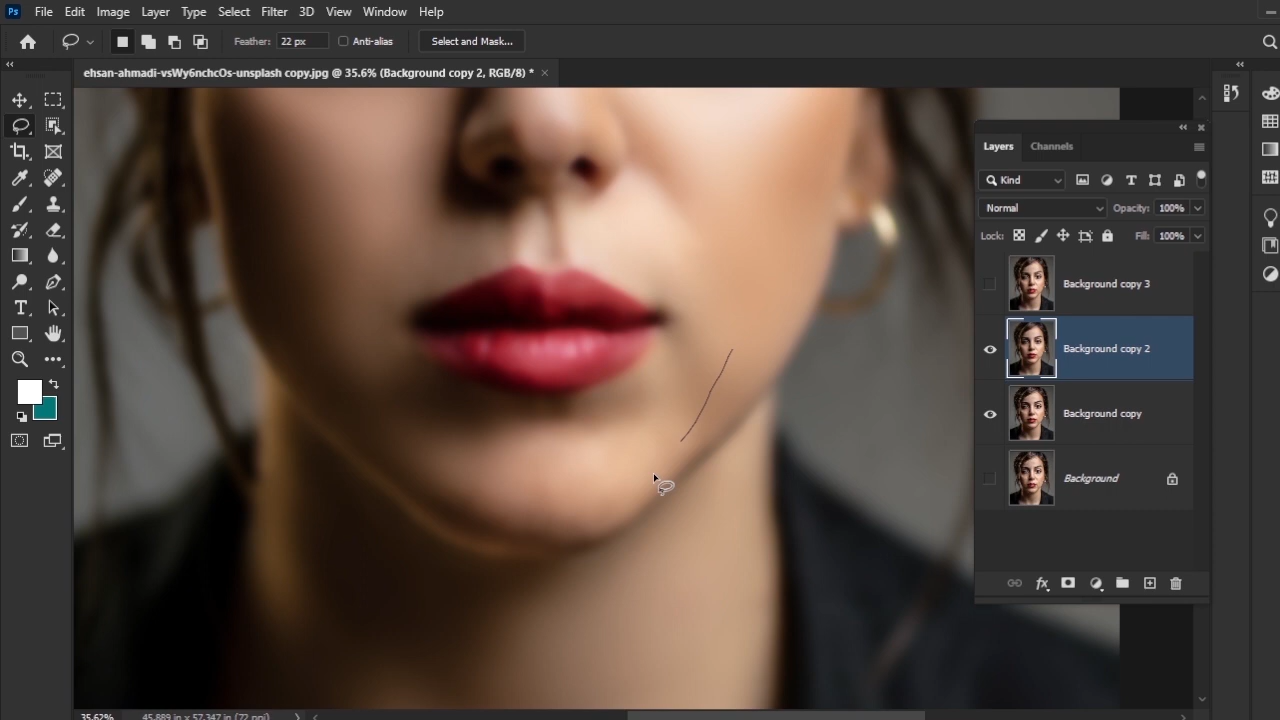 Ps File Edit Image Layer Type Select Filter 3D View Window Help
Feather: 22 px Anti-alias Select and Mask...
ehsan-ahmadi-vsWy6nchcOs-unsplash copy.jpg @ 35.6% (Background copy 2, RGB/8) * ×
Layers Channels
Kind
Normal Opacity: 100%
Lock: Fill: 100%
Background copy 3
Background copy 2
Background copy
Background
35.62% 45.889 in x 57.347 in (72 ppi)